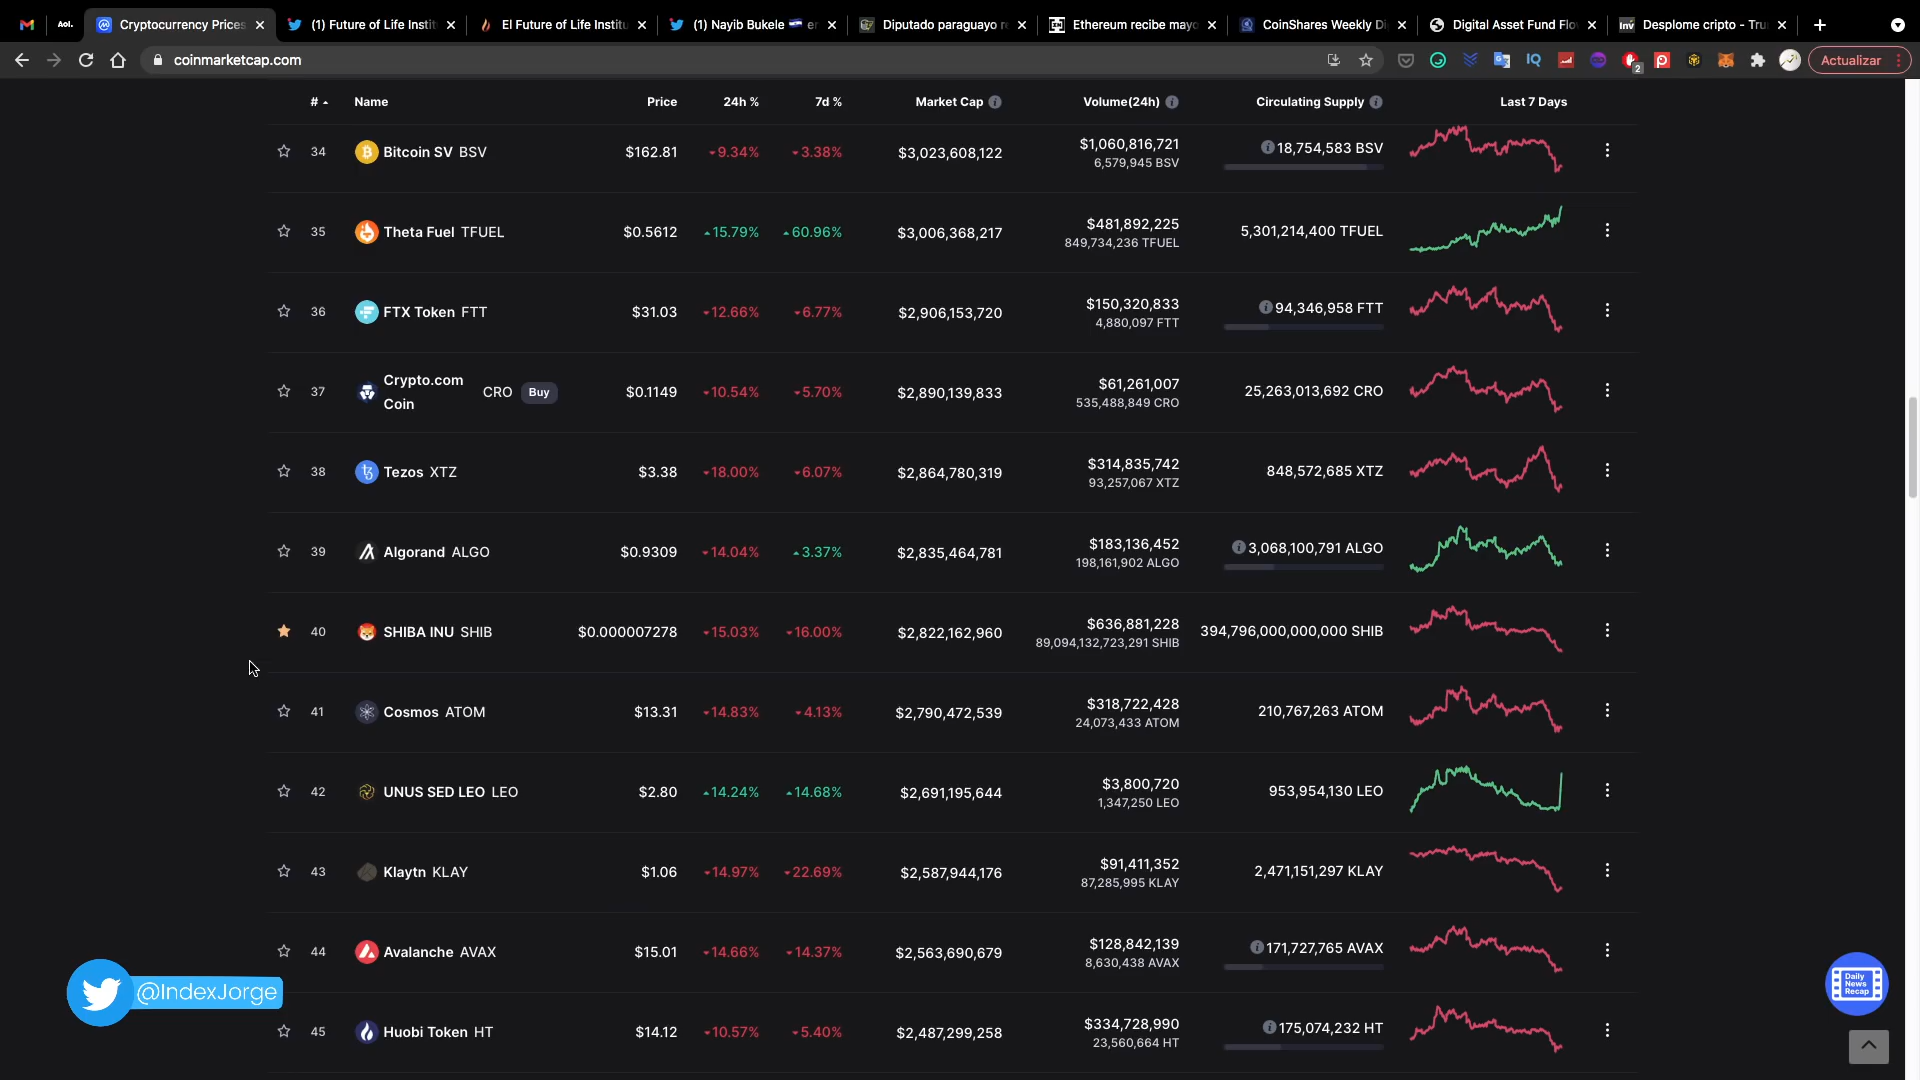 Aol.
Cryptocurrency Prices
(1) Future of Life Instit
El Future of Life Institu
(1) Nayib Bukele en
Diputado paraguayo re
Ethereum recibe mayo
CoinShares Weekly Di
Digital Asset Fund Flo
Inv
Desplome cripto - Tru
coinmarketcap.com
IQ
2
Actualizar
# Name Price 24h % 7d % Market Cap Volume(24h) Circulating Supply Last 7 Days
34 Bitcoin SV BSV $162.81 9.34% 3.38% $3,023,608,122 $1,060,816,721 18,754,583 BSV
6,579,945 BSV
35 Theta Fuel TFUEL $0.5612 15.79% 60.96% $3,006,368,217 $481,892,225 5,301,214,400 TFUEL
849,734,236 TFUEL
36 FTX Token FTT $31.03 12.66% 6.77% $2,906,153,720 $150,320,833 94,346,958 FTT
4,880,097 FTT
37 Crypto.com Coin CRO Buy $0.1149 10.54% 5.70% $2,890,139,833 $61,261,007 25,263,013,692 CRO
535,488,849 CRO
38 Tezos XTZ $3.38 18.00% 6.07% $2,864,780,319 $314,835,742 848,572,685 XTZ
93,257,067 XTZ
39 Algorand ALGO $0.9309 14.04% 3.37% $2,835,464,781 $183,136,452 3,068,100,791 ALGO
198,161,902 ALGO
40 SHIBA INU SHIB $0.000007278 15.03% 16.00% $2,822,162,960 $636,881,228 394,796,000,000,000 SHIB
89,094,132,723,291 SHIB
41 Cosmos ATOM $13.31 14.83% 4.13% $2,790,472,539 $318,722,428 210,767,263 ATOM
24,073,433 ATOM
42 UNUS SED LEO LEO $2.80 14.24% 14.68% $2,691,195,644 $3,800,720 953,954,130 LEO
1,347,250 LEO
43 Klaytn KLAY $1.06 14.97% 22.69% $2,587,944,176 $91,411,352 2,471,151,297 KLAY
87,285,995 KLAY
44 Avalanche AVAX $15.01 14.66% 14.37% $2,563,690,679 $128,842,139 171,727,765 AVAX
8,630,438 AVAX
45 Huobi Token HT $14.12 10.57% 5.40% $2,487,299,258 $334,728,990 175,074,232 HT
23,560,664 HT
@IndexJorge
Daily
News
Recap